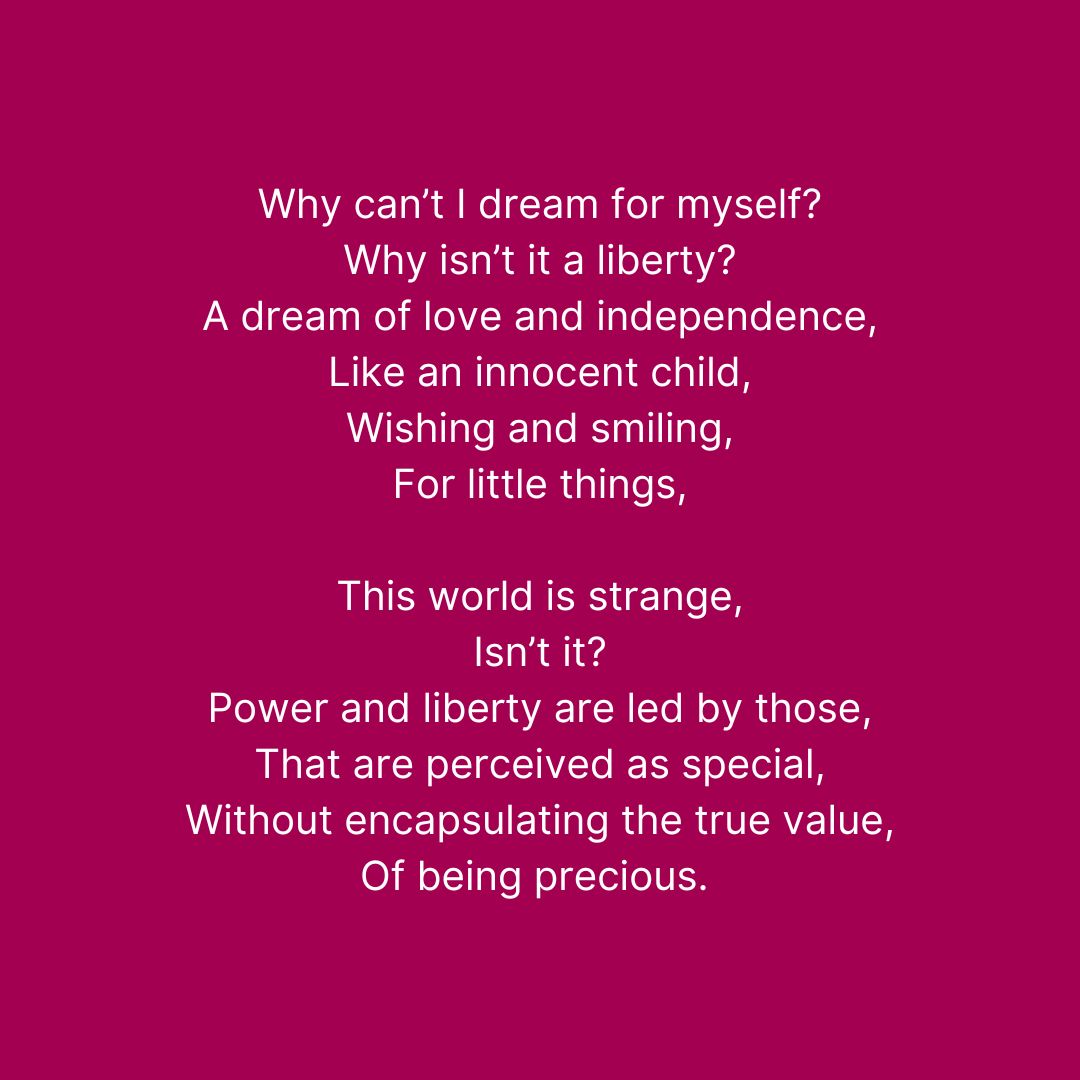 Why can’t I dream for myself?
Why isn’t it a liberty?
A dream of love and independence,
Like an innocent child,
Wishing and smiling,
For little things,
This world is strange,
Isn’t it?
Power and liberty are led by those,
That are perceived as special,
Without encapsulating the true value,
Of being precious.